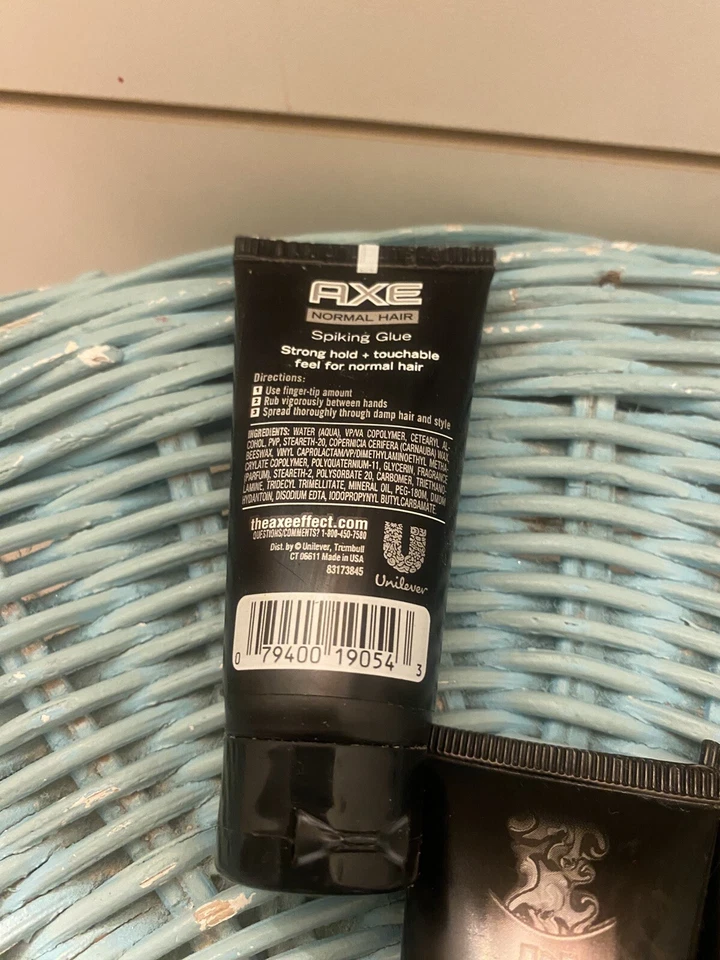 AXE
NORMAL HAIR
Spiking Glue
Strong hold + touchable
feel for normal hair
Directions:
1 Use finger-tip amount
2 Rub vigorously between hands
3 Spread thoroughly through damp hair and style
INGREDIENTS: WATER (AQUA), VP/VA COPOLYMER, CETEARYL AL-
COHOL, PVP, STEARETH-20, COPERNICIA CERIFERA (CARNAUBA) WAX,
BEESWAX, VINYL CAPROLACTAM/VP/DIMETHYLAMINOETHYL METHA-
CRYLATE COPOLYMER, POLYQUATERNIUM-11, GLYCERIN, FRAGRANCE
(PARFUM), STEARETH-2, POLYSORBATE 20, CARBOMER, TRIETHANO-
LAMINE, TRIDECYL TRIMELLITATE, MINERAL OIL, PEG-180M, DMDM
HYDANTOIN, DISODIUM EDTA, IODOPROPYNYL BUTYLCARBAMATE.
theaxeeffect.com
QUESTIONS/COMMENTS? 1-800-450-7580
Dist. by © Unilever, Trumbull
CT 06611 Made in USA
83173845
Unilever
0 79400 19054 3